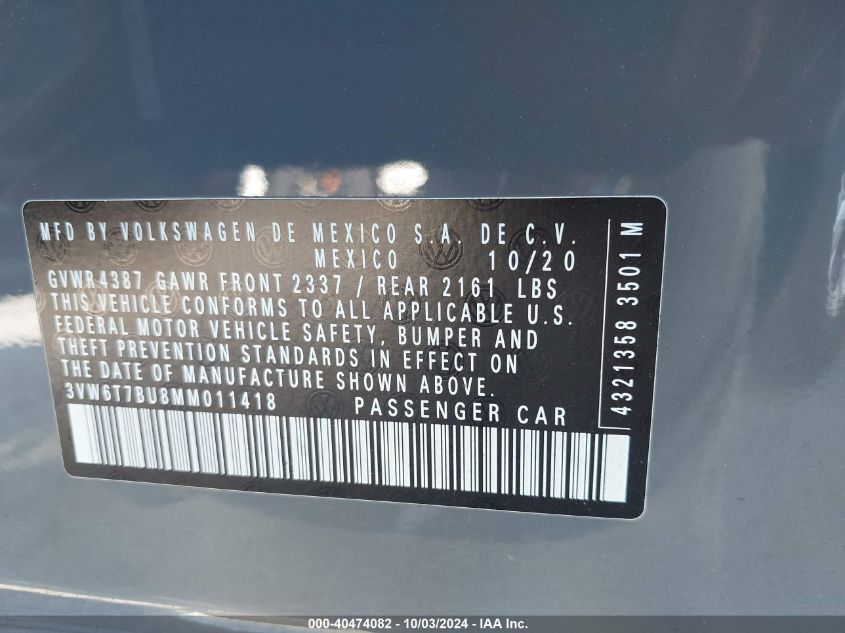 MFD BY VOLKSWAGEN DE MEXICO S.A. DE C.V.
MEXICO 10/20
GVWR4387 GAWR FRONT 2337 / REAR 2161 LBS
THIS VEHICLE CONFORMS TO ALL APPLICABLE U.S.
FEDERAL MOTOR VEHICLE SAFETY, BUMPER AND
THEFT PREVENTION STANDARDS IN EFFECT ON
THE DATE OF MANUFACTURE SHOWN ABOVE.
3VW6T7BU8MM011418 PASSENGER CAR
4321358 3501 M
000-40474082 - 10/03/2024 - IAA Inc.